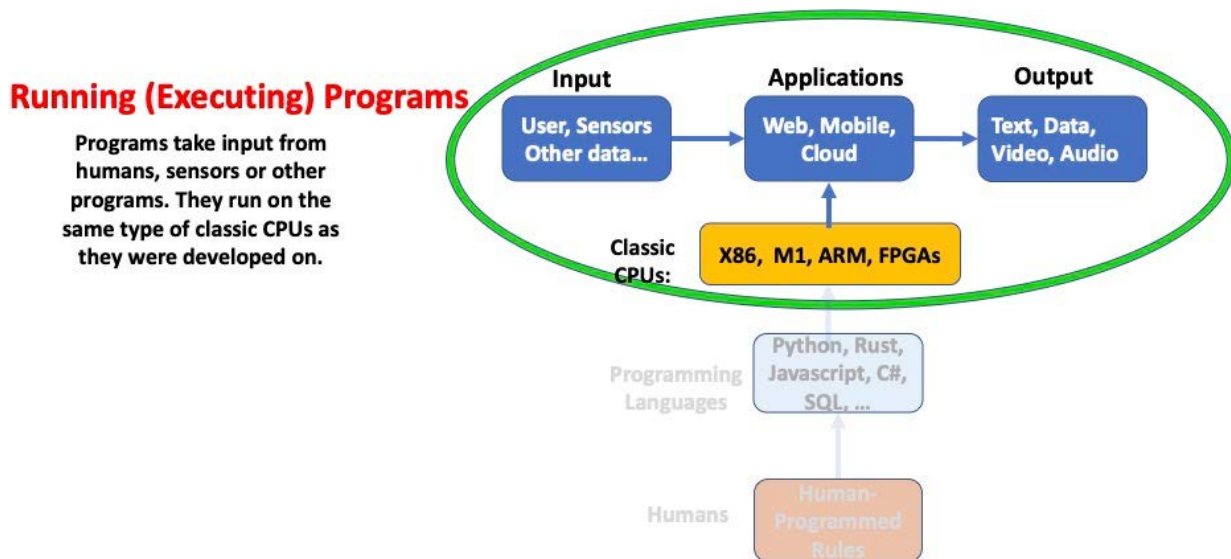 Running (Executing) Programs
Programs take input from
humans, sensors or other
programs. They run on the
same type of classic CPUs as
they were developed on.
Input
Applications
Output
User, Sensors
Other data…
Web, Mobile,
Cloud
Text, Data,
Video, Audio
Classic
CPUs:
X86, M1, ARM, FPGAs
Programming
Languages
Python, Rust,
Javascript, C#,
SQL, …
Humans
Human-
Programmed
Rules